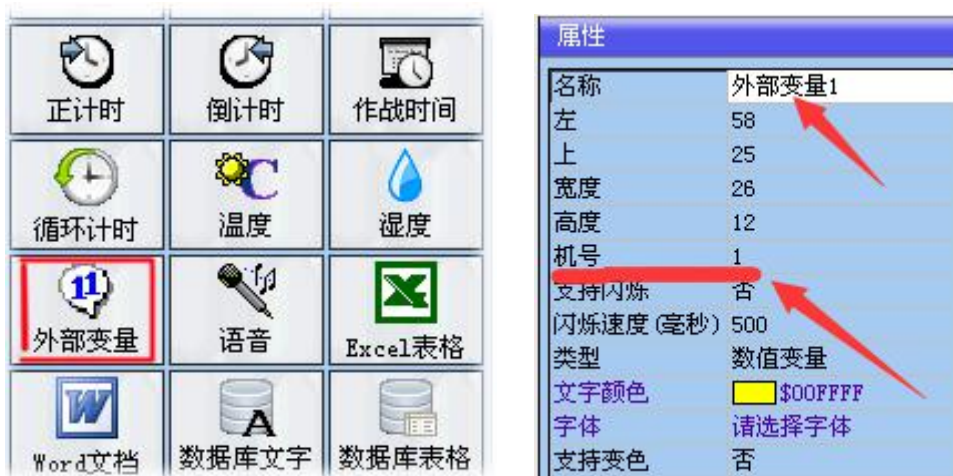 正计时 倒计时 作战时间
循环计时 温度 湿度
外部变量 语音 Excel表格
Word文档 数据库文字 数据库表格
属性
名称 外部变量1
左 58
上 25
宽度 26
高度 12
机号 1
支持闪烁 否
闪烁速度(毫秒) 500
类型 数值变量
文字颜色 $00FFFF
字体 请选择字体
支持变色 否